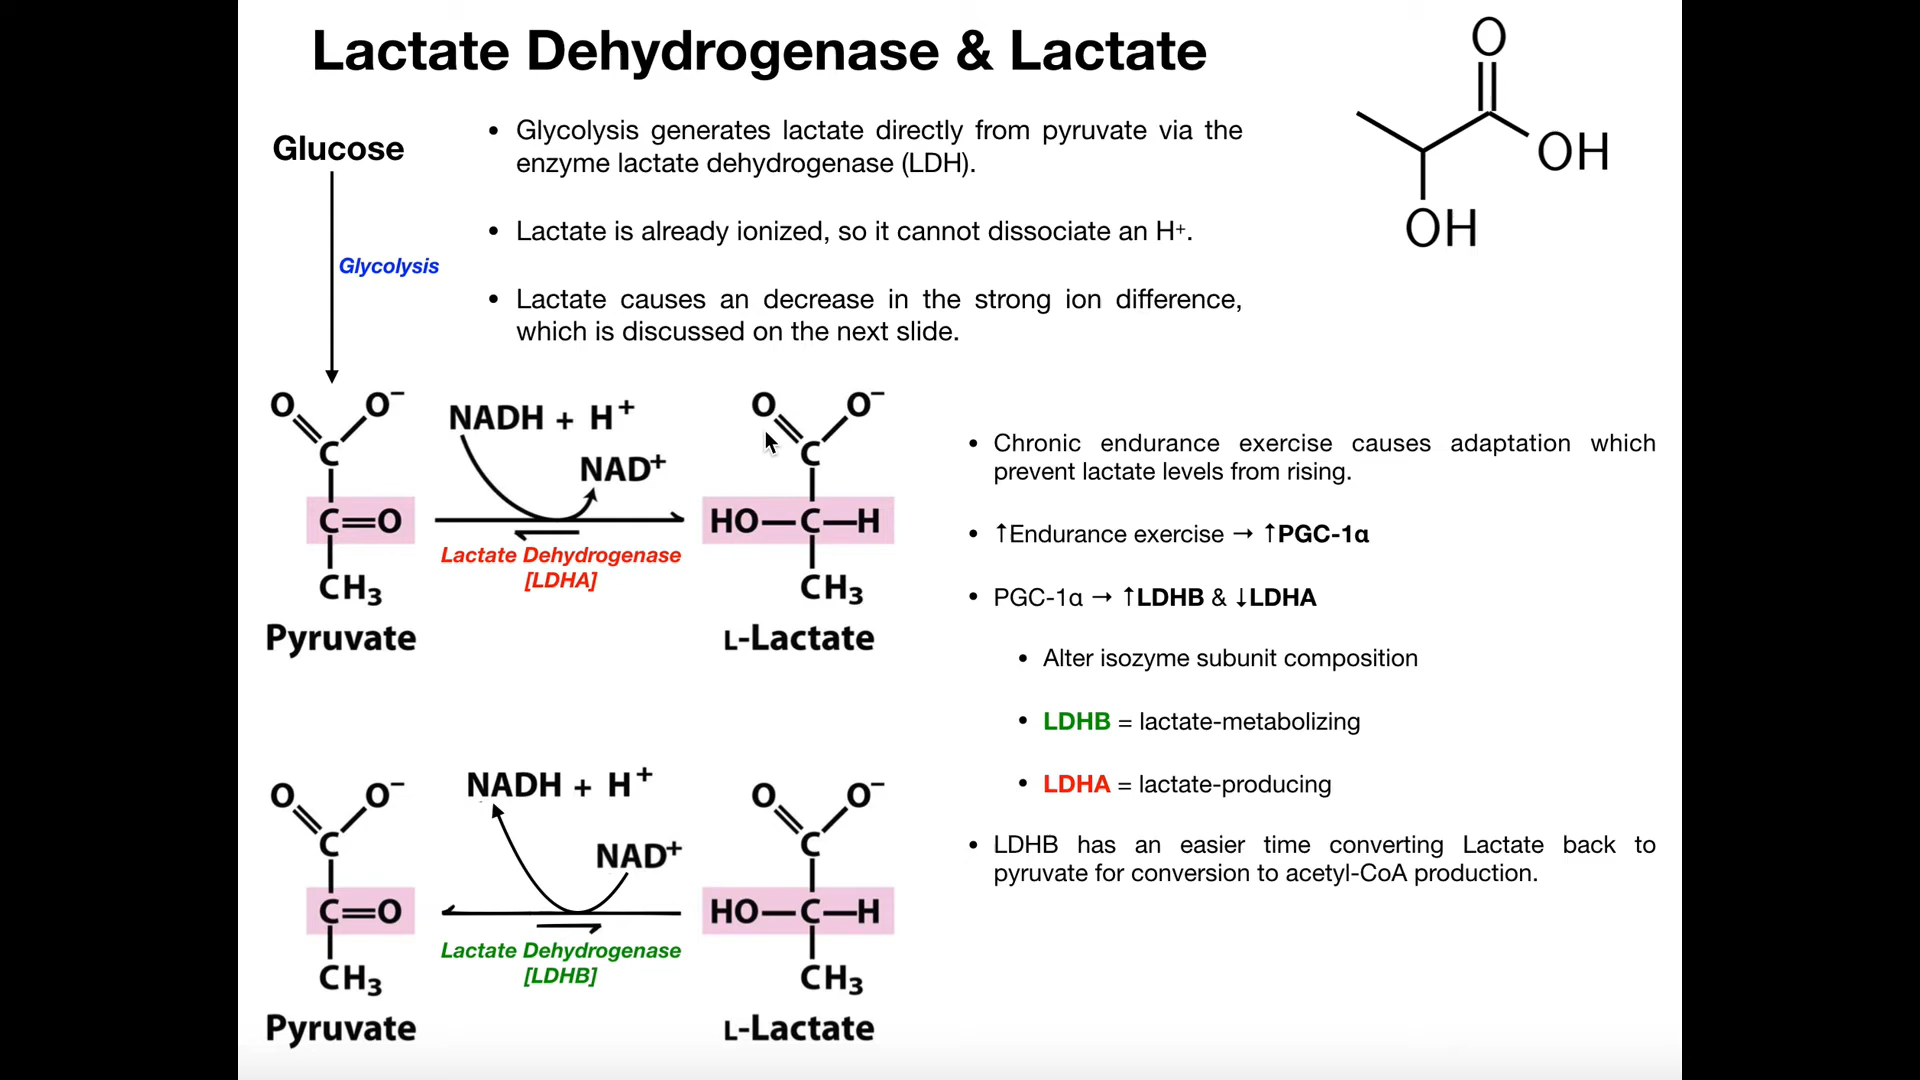 Lactate Dehydrogenase & Lactate
O
OH
OH
Glucose
Glycolysis
• Glycolysis generates lactate directly from pyruvate via the
enzyme lactate dehydrogenase (LDH).
• Lactate is already ionized, so it cannot dissociate an H⁺.
• Lactate causes an decrease in the strong ion difference,
which is discussed on the next slide.
O O⁻
C
C=O
CH₃
Pyruvate
NADH + H⁺
NAD⁺
Lactate Dehydrogenase
[LDHA]
O O⁻
C
HO—C—H
CH₃
L-Lactate
• Chronic endurance exercise causes adaptation which
prevent lactate levels from rising.
• ↑Endurance exercise → ↑PGC-1α
• PGC-1α → ↑LDHB & ↓LDHA
• Alter isozyme subunit composition
• LDHB = lactate-metabolizing
• LDHA = lactate-producing
• LDHB has an easier time converting Lactate back to
pyruvate for conversion to acetyl-CoA production.
O O⁻
C
C=O
CH₃
Pyruvate
NADH + H⁺
NAD⁺
Lactate Dehydrogenase
[LDHB]
O O⁻
C
HO—C—H
CH₃
L-Lactate